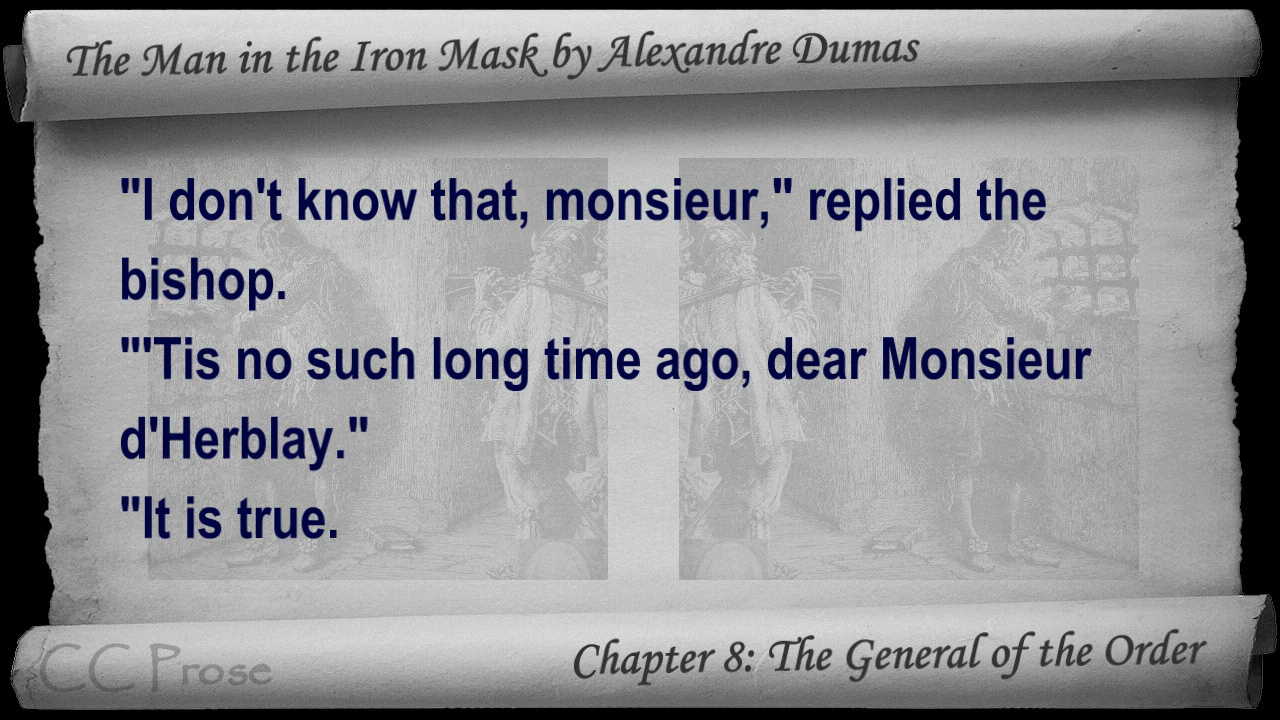 The Man in the Iron Mask by Alexandre Dumas
"I don't know that, monsieur," replied the
bishop.
"'Tis no such long time ago, dear Monsieur
d'Herblay."
"It is true.
CC Prose
Chapter 8: The General of the Order